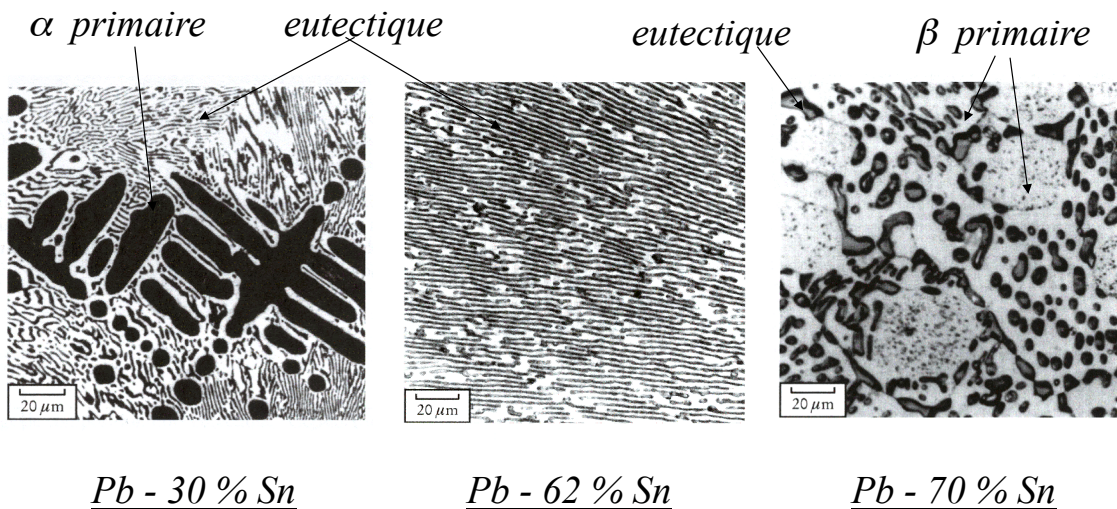 α primaire eutectique eutectique β primaire
20 μm 20 μm 20 μm
Pb - 30 % Sn Pb - 62 % Sn Pb - 70 % Sn